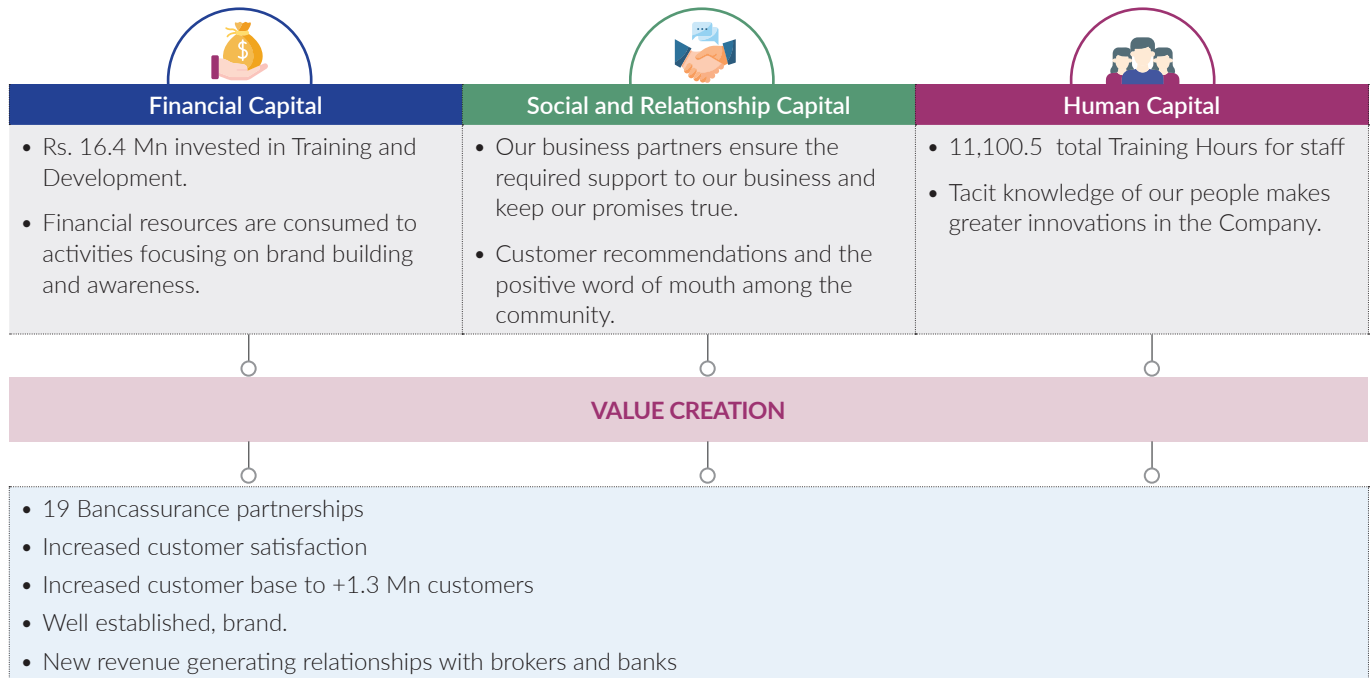 Financial Capital
• Rs. 16.4 Mn invested in Training and
Development.
• Financial resources are consumed to
activities focusing on brand building
and awareness.
Social and Relationship Capital
• Our business partners ensure the
required support to our business and
keep our promises true.
• Customer recommendations and the
positive word of mouth among the
community.
Human Capital
• 11,100.5 total Training Hours for staff
• Tacit knowledge of our people makes
greater innovations in the Company.
VALUE CREATION
• 19 Bancassurance partnerships
• Increased customer satisfaction
• Increased customer base to +1.3 Mn customers
• Well established, brand.
• New revenue generating relationships with brokers and banks